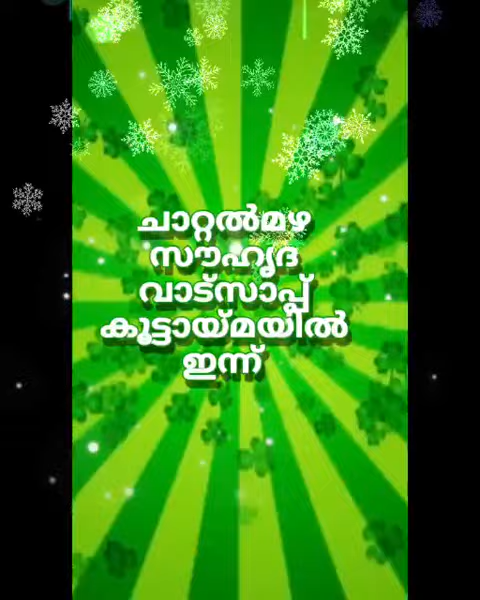 ചാറ്റൽമഴ
സൗഹൃദ
വാട്സാപ്പ്
കൂട്ടായ്മയിൽ
ഇന്ന്